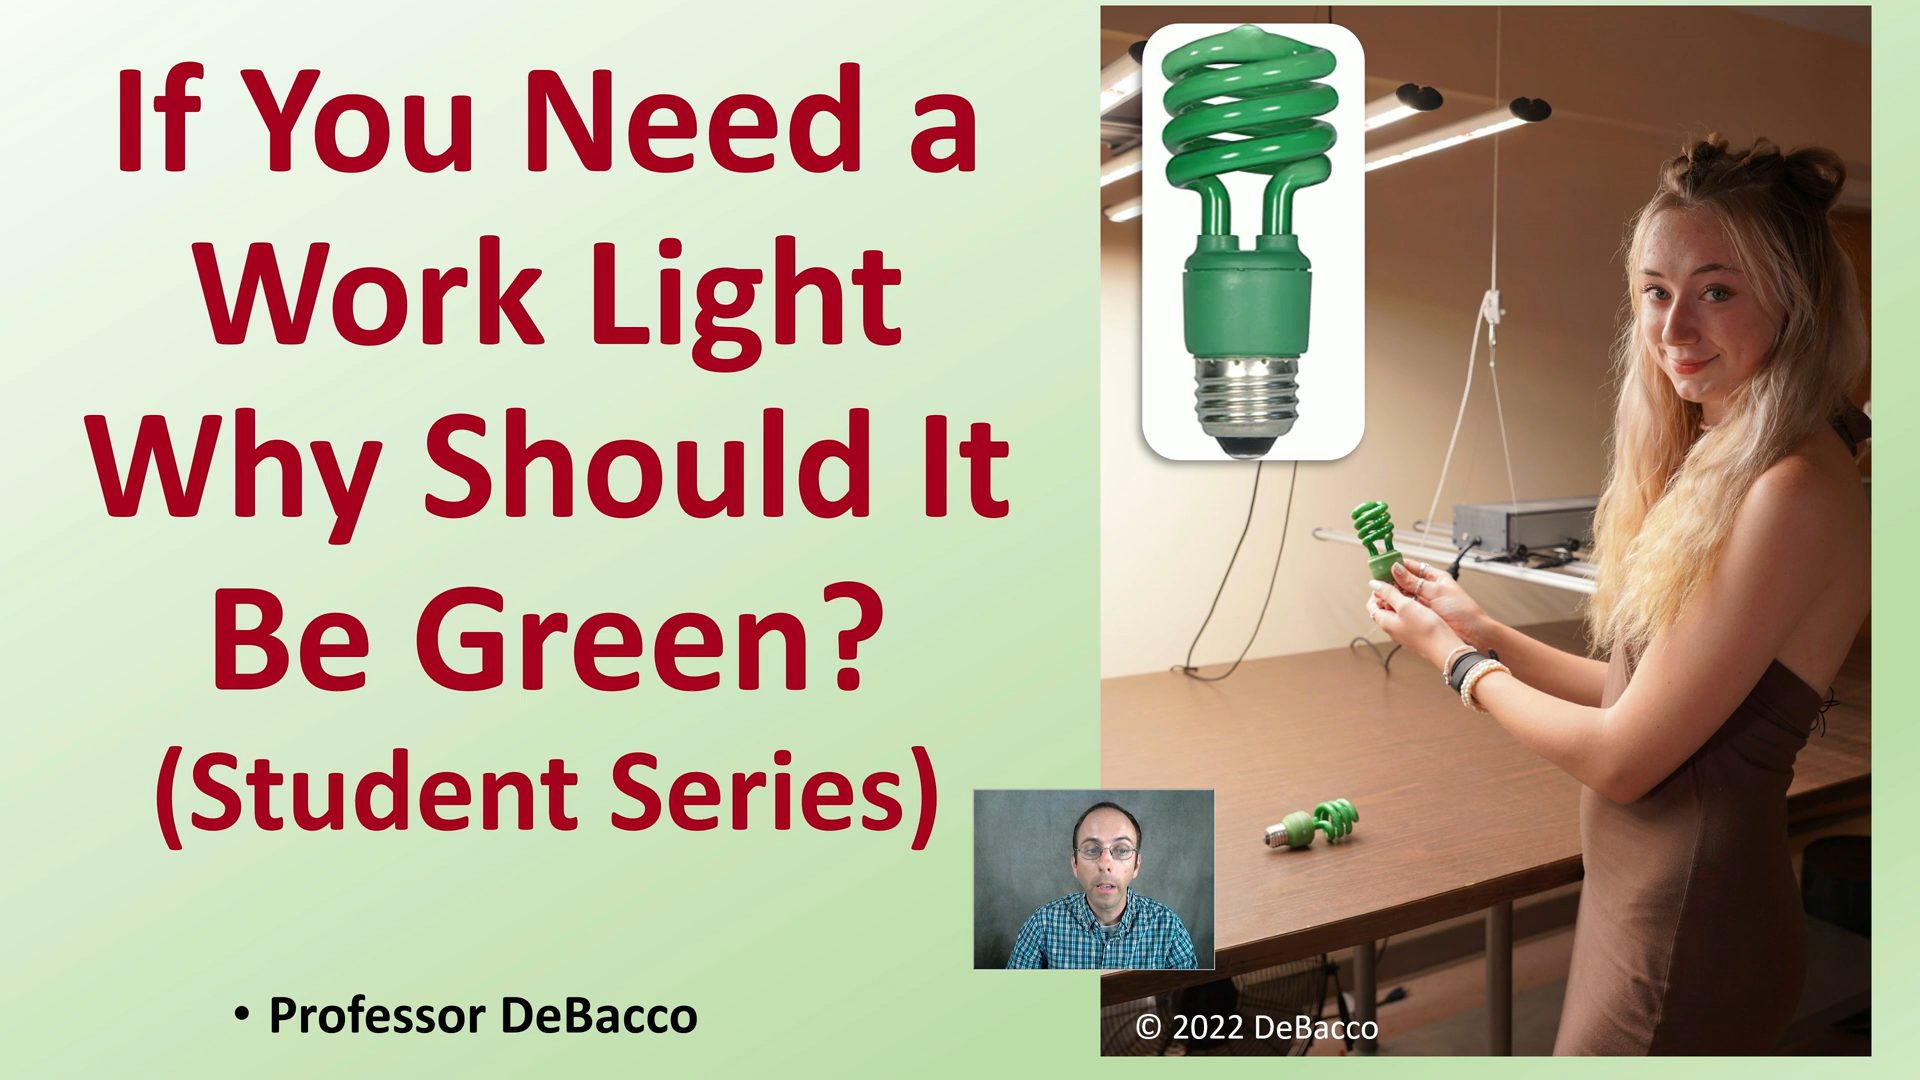 If You Need a
Work Light
Why Should It
Be Green?
(Student Series)
• Professor DeBacco
© 2022 DeBacco